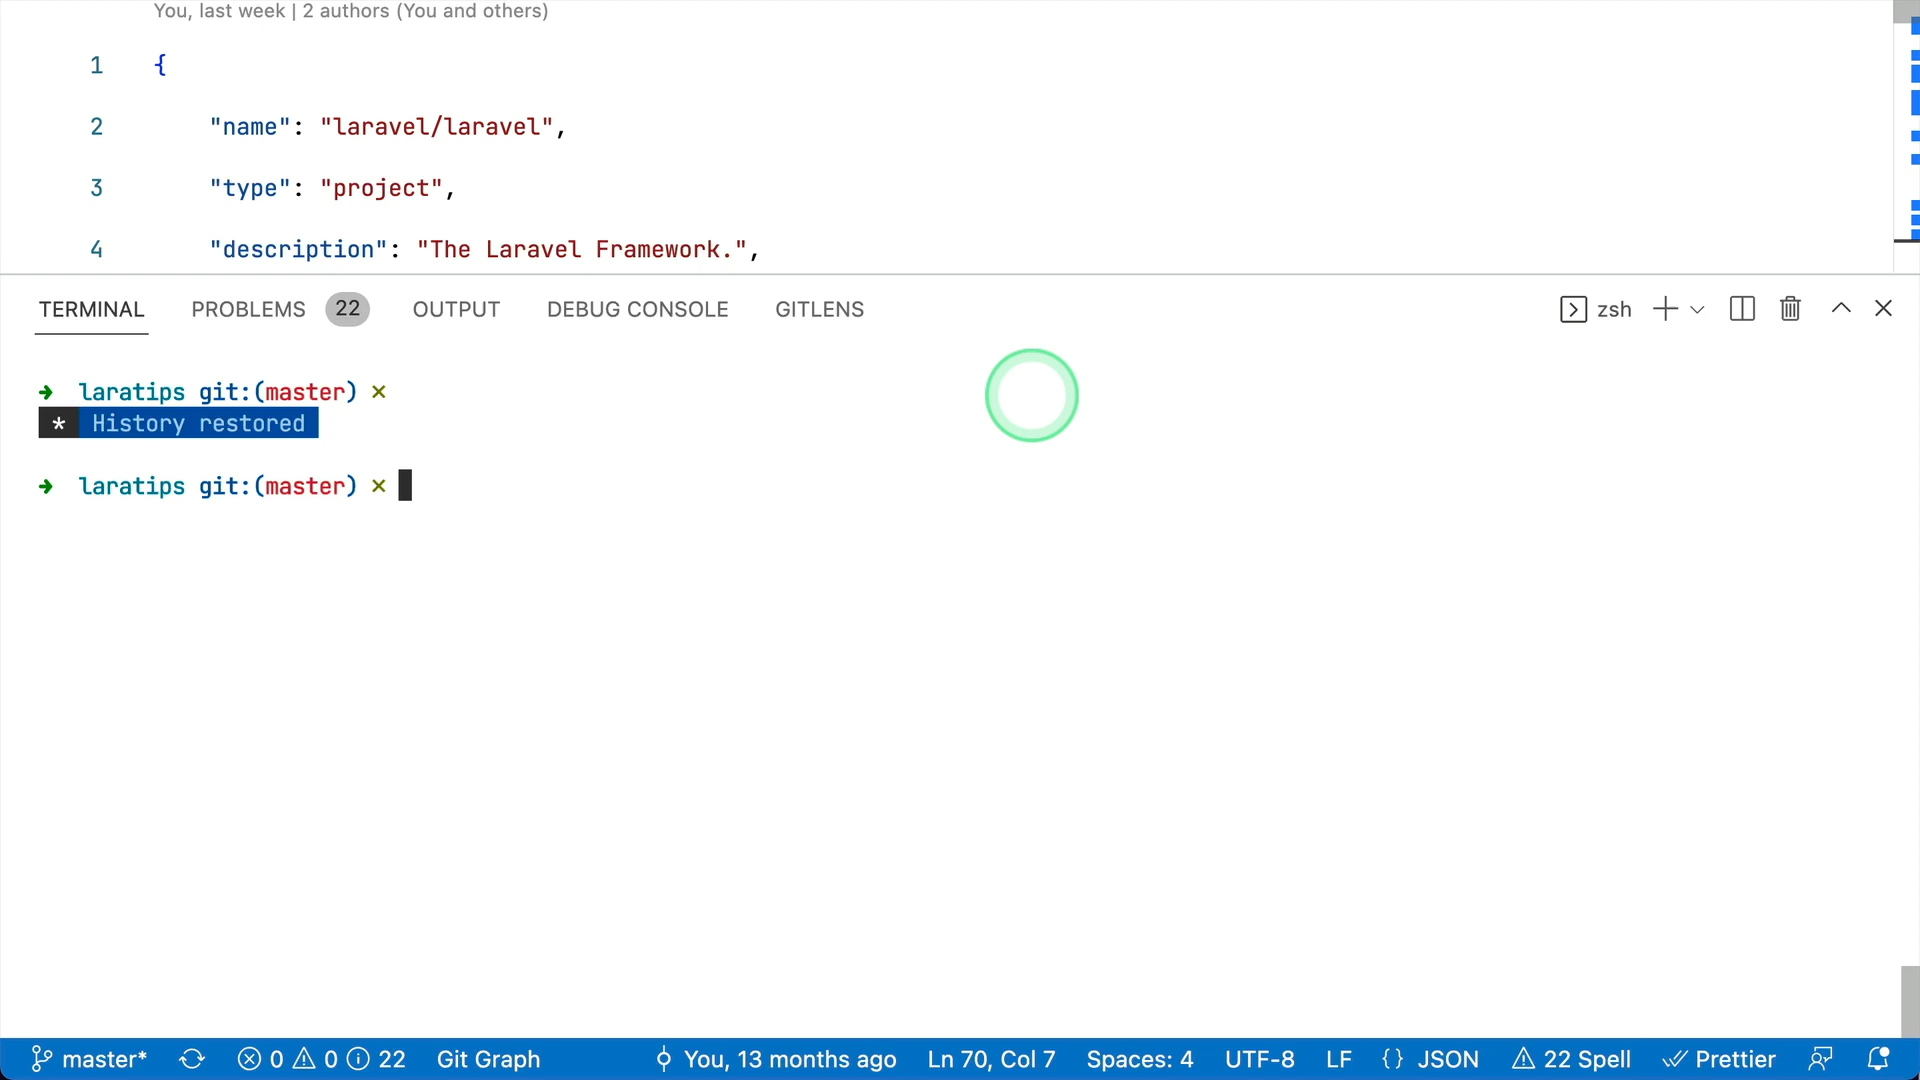 You, last week | 2 authors (You and others)
1 {
2 "name": "laravel/laravel",
3 "type": "project",
4 "description": "The Laravel Framework.",
TERMINAL PROBLEMS 22 OUTPUT DEBUG CONSOLE GITLENS zsh
➜ laratips git:(master) ✗
* History restored
➜ laratips git:(master) ✗
master* 0 0 22 Git Graph You, 13 months ago Ln 70, Col 7 Spaces: 4 UTF-8 LF {} JSON 22 Spell Prettier